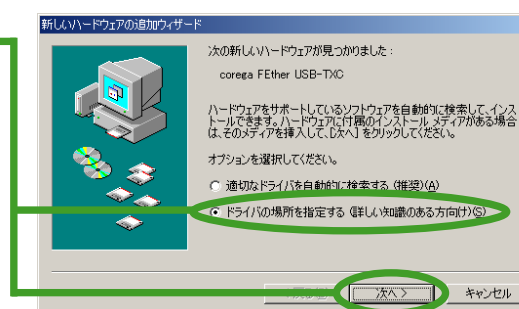 新しいハードウェアの追加ウィザード
次の新しいハードウェアが見つかりました：
corega FEther USB-TXC
ハードウェアをサポートしているソフトウェアを自動的に検索して、インス
トールできます。ハードウェアに付属のインストール メディアがある場合
は、そのメディアを挿入して、[次へ] をクリックしてください。
オプションを選択してください。
適切なドライバを自動的に検索する (推奨)(A)
ドライバの場所を指定する (詳しい知識のある方向け)(S)
次へ >
キャンセル